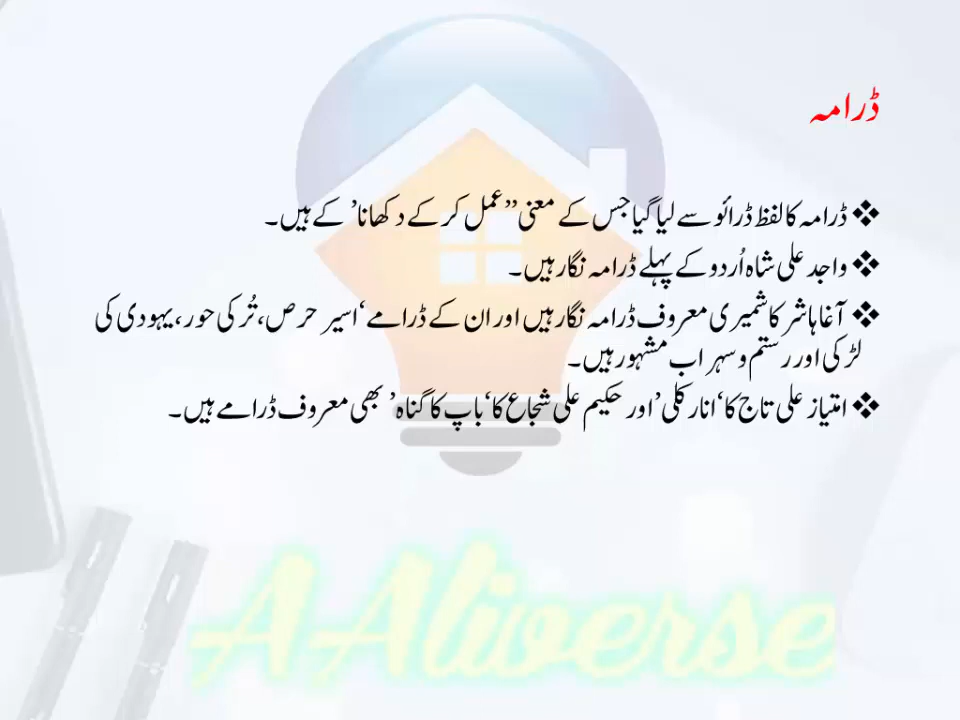 ڈرامہ
❖ ڈرامہ کا لفظ ڈرائو سے لیا گیا جس کے معنی ’’عمل کر کے دکھانا’ کے ہیں۔
❖ واجد علی شاہ اُردو کے پہلے ڈرامہ نگار ہیں۔
❖ آغا ہاشر کاشمیری معروف ڈرامہ نگار ہیں اور ان کے ڈرامے ‘اسیر حرص، تُرکی حور، یہودی کی
لڑکی اور رستم و سہراب مشہور ہیں۔
❖ امتیاز علی تاج کا ‘انار کلی’ اور حکیم علی شجاع کا ‘باپ کا گناہ’ بھی معروف ڈرامے ہیں۔
AAliverse